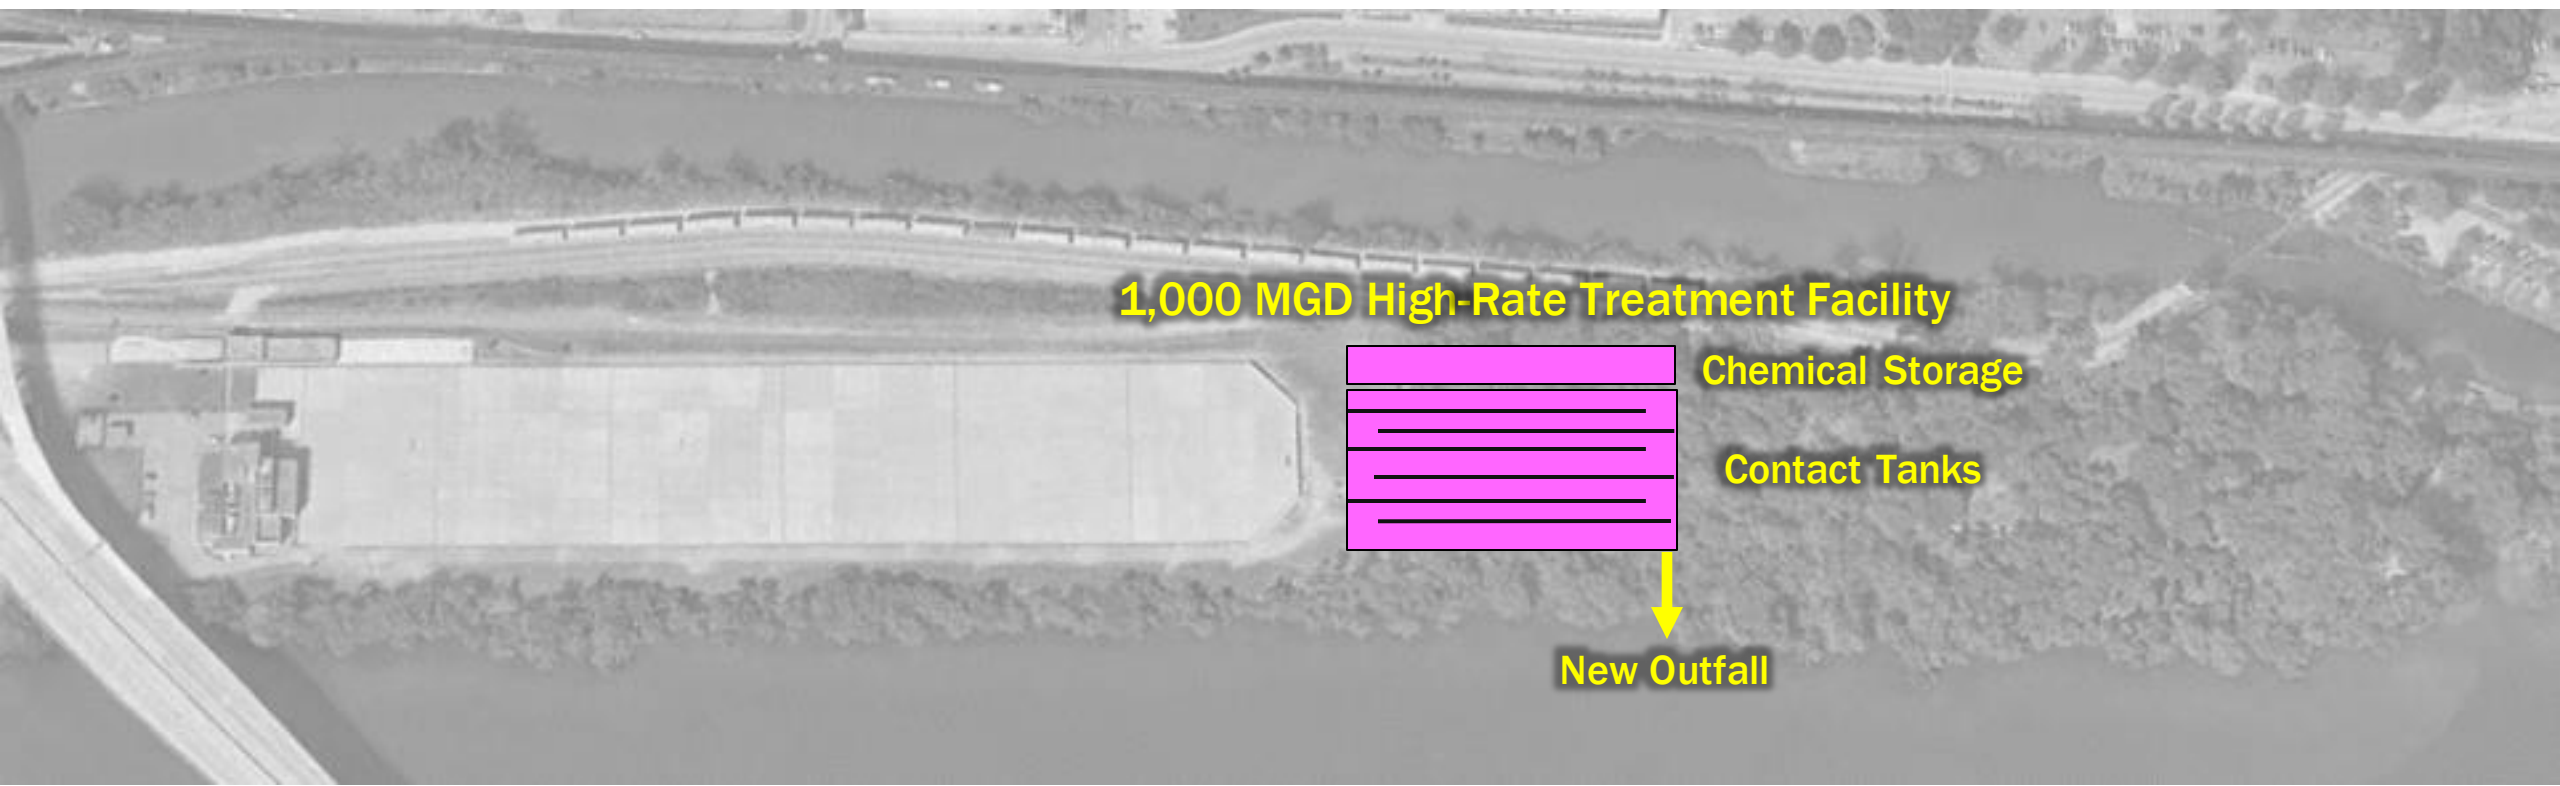 1,000 MGD High-Rate Treatment Facility
Chemical Storage
Contact Tanks
New Outfall